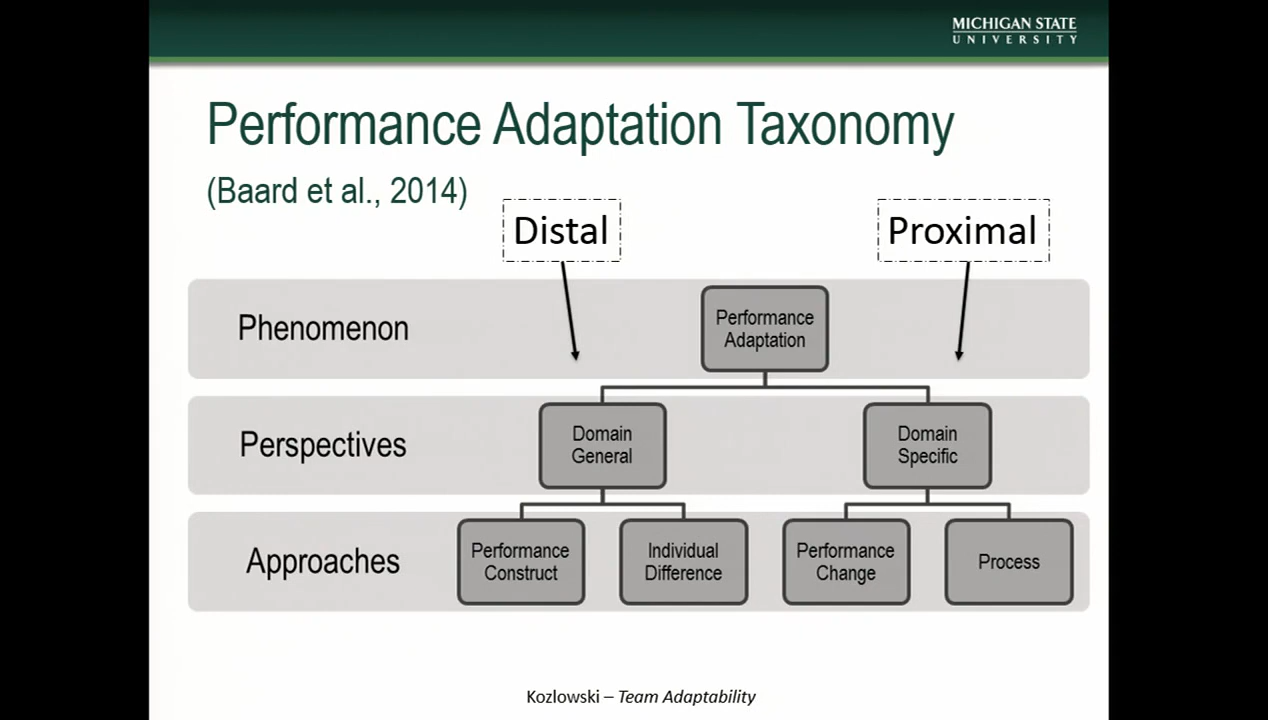 MICHIGAN STATE
UNIVERSITY
Performance Adaptation Taxonomy
(Baard et al., 2014)
Distal
Proximal
Phenomenon
Performance
Adaptation
Perspectives
Domain
General
Domain
Specific
Approaches
Performance
Construct
Individual
Difference
Performance
Change
Process
Kozlowski – Team Adaptability